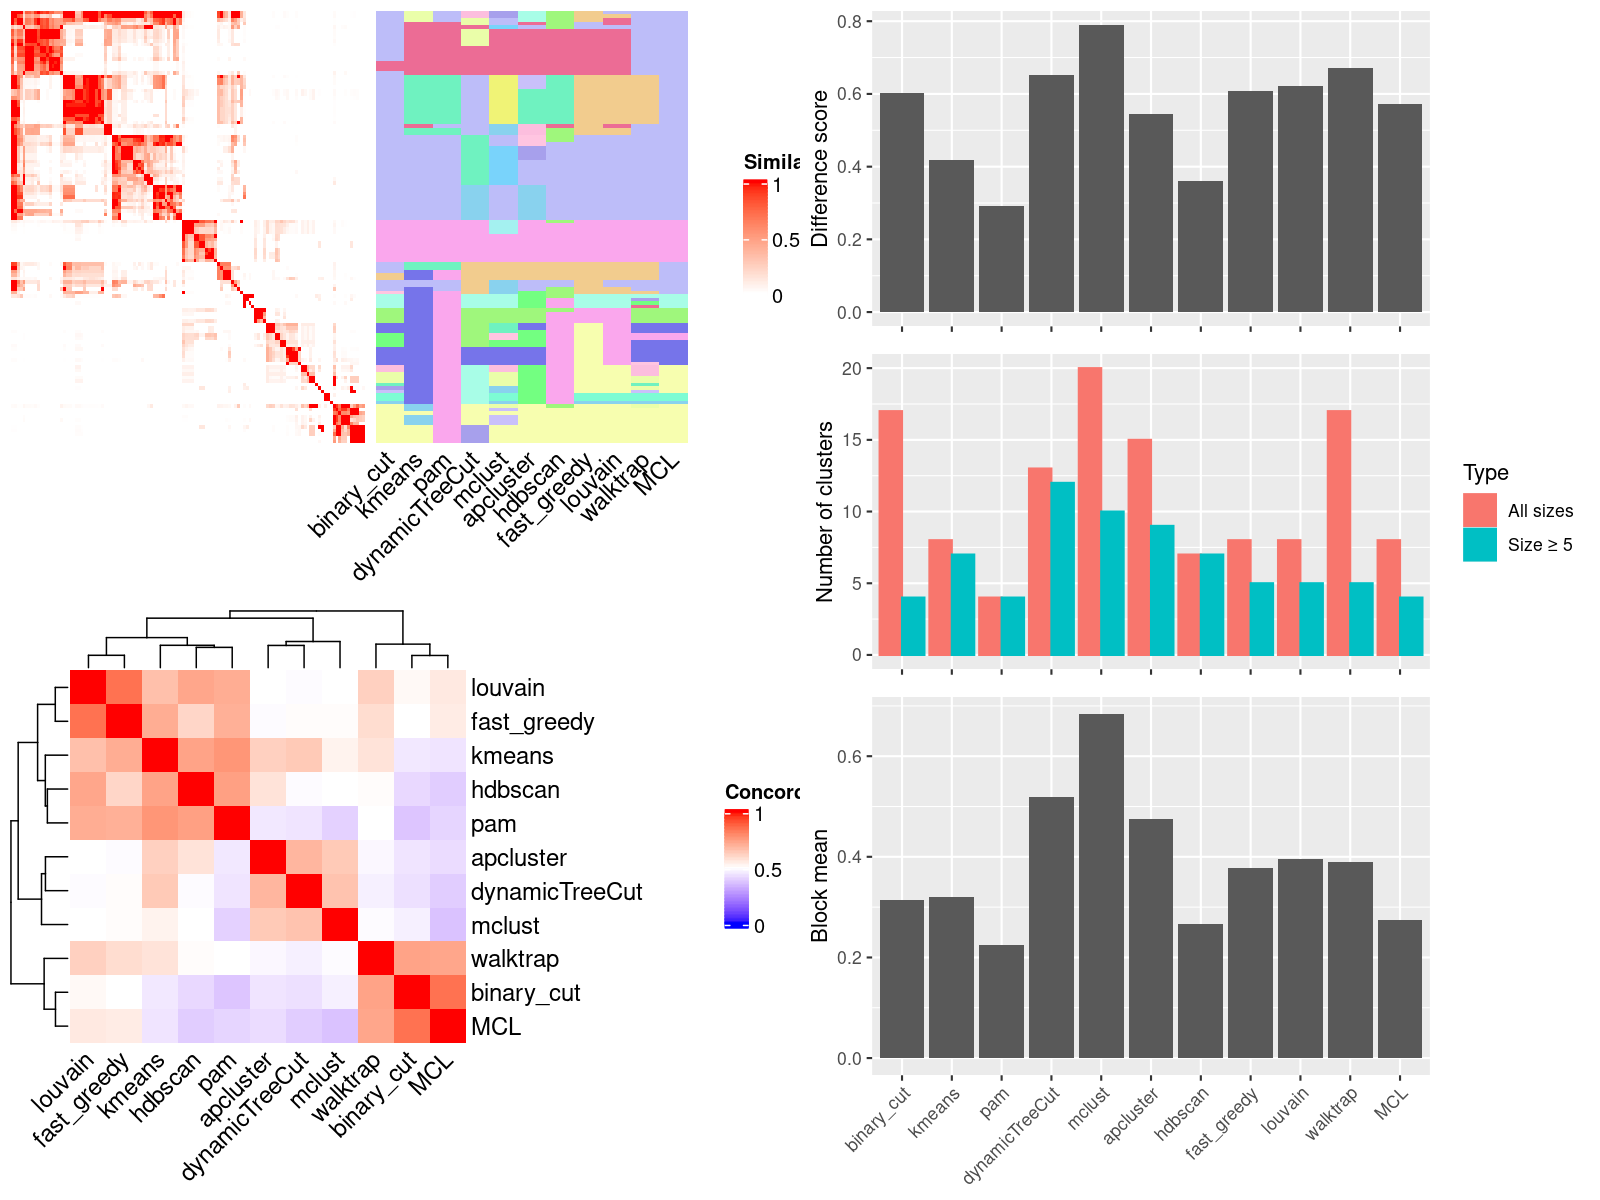 Simila
1
0.5
0
binary_cut
kmeans
pam
dynamicTreeCut
mclust
apcluster
hdbscan
fast_greedy
louvain
walktrap
MCL
Difference score
0.8
0.6
0.4
0.2
0.0
Number of clusters
20
15
10
5
0
Type
All sizes
Size ≥ 5
louvain
fast_greedy
kmeans
hdbscan
pam
apcluster
dynamicTreeCut
mclust
walktrap
binary_cut
MCL
louvain
fast_greedy
kmeans
hdbscan
pam
apcluster
dynamicTreeCut
mclust
walktrap
binary_cut
MCL
Concord
1
0.5
0
Block mean
0.6
0.4
0.2
0.0
binary_cut
kmeans
pam
dynamicTreeCut
mclust
apcluster
hdbscan
fast_greedy
louvain
walktrap
MCL